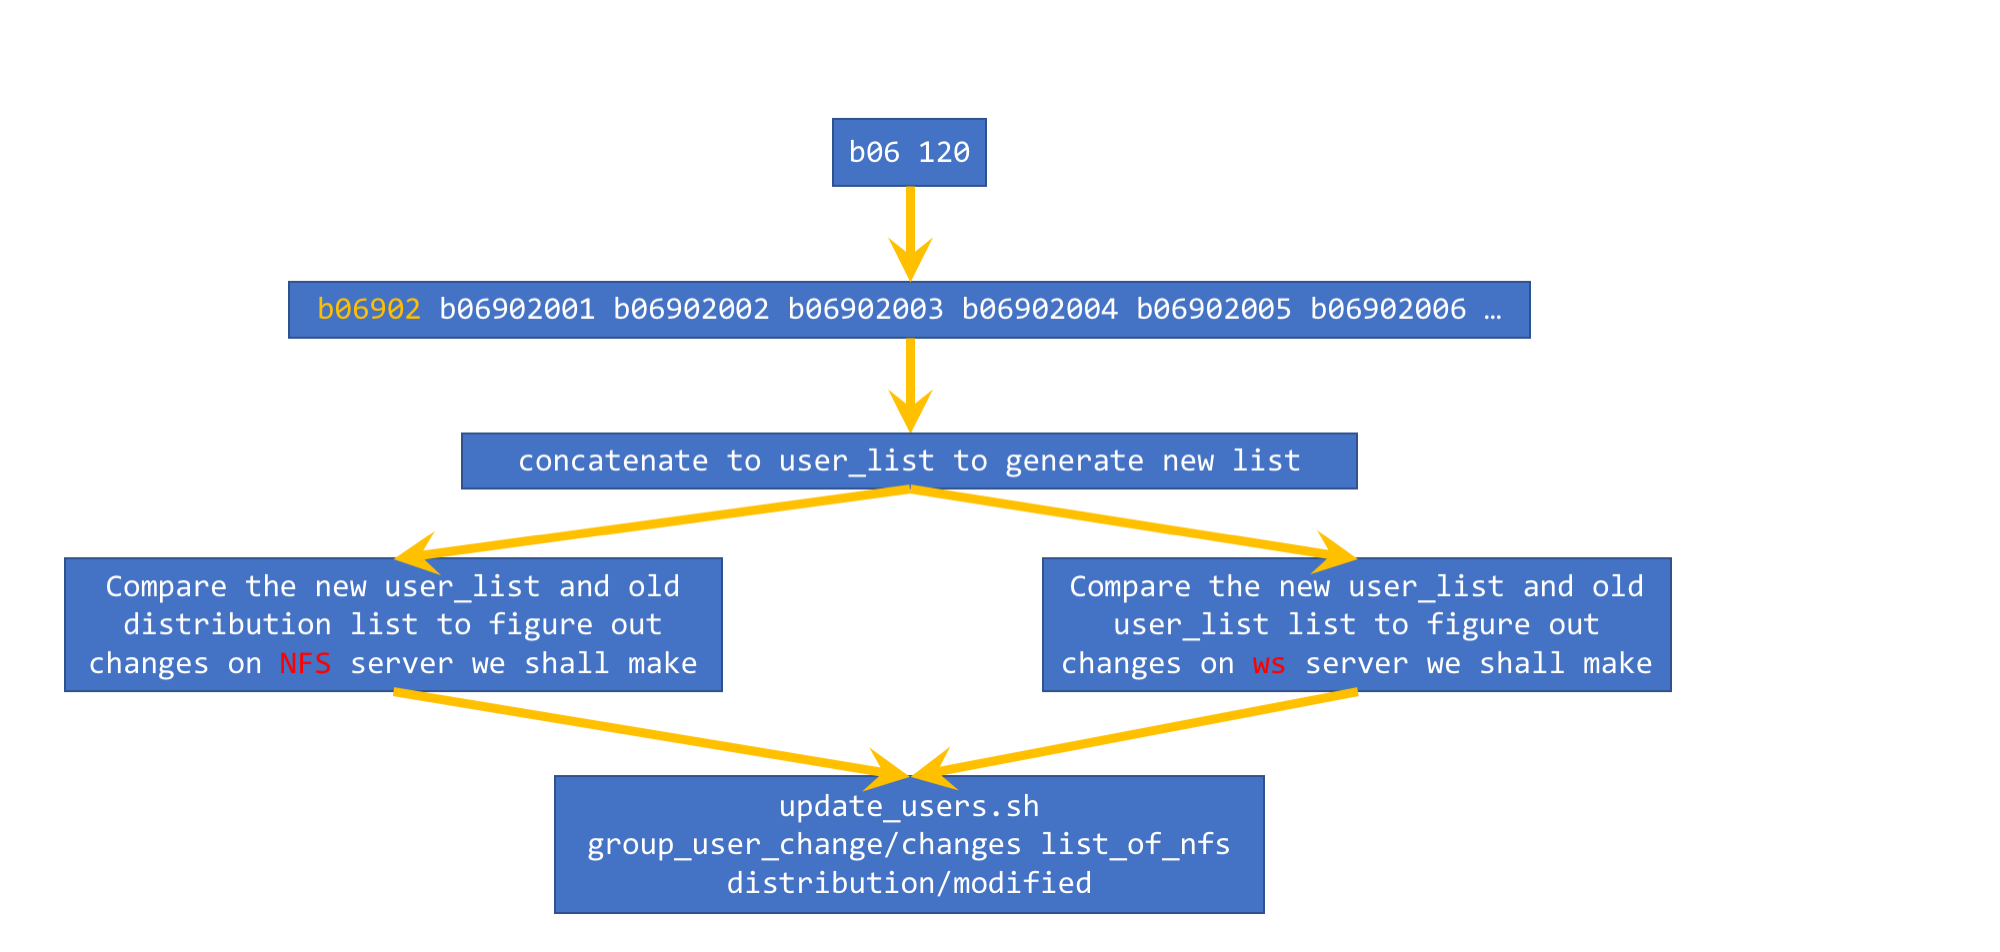 b06 120
b06902 b06902001 b06902002 b06902003 b06902004 b06902005 b06902006 …
concatenate to user_list to generate new list
Compare the new user_list and old
distribution list to figure out
changes on NFS server we shall make
Compare the new user_list and old
user_list list to figure out
changes on ws server we shall make
update_users.sh
group_user_change/changes list_of_nfs
distribution/modified